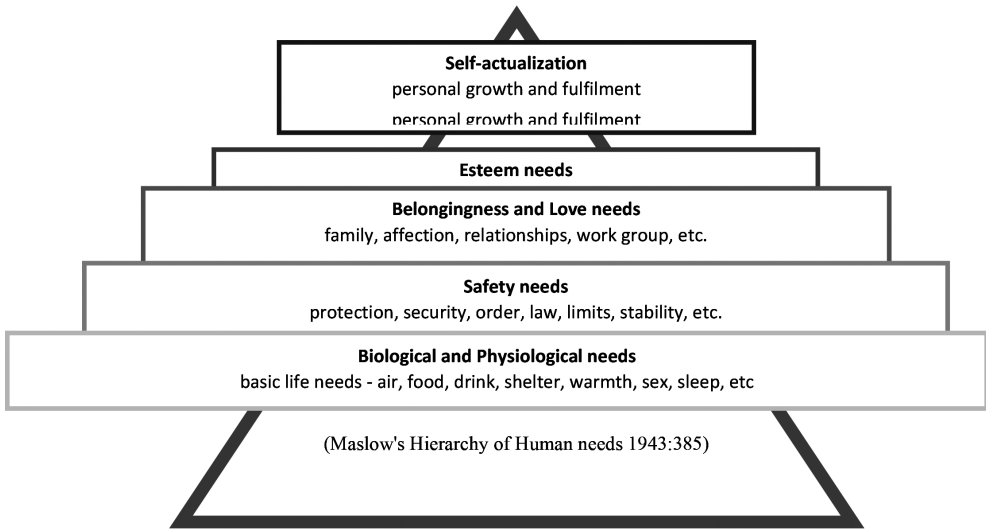 Self-actualization
personal growth and fulfilment
personal growth and fulfilment
Esteem needs
Belongingness and Love needs
family, affection, relationships, work group, etc.
Safety needs
protection, security, order, law, limits, stability, etc.
Biological and Physiological needs
basic life needs - air, food, drink, shelter, warmth, sex, sleep, etc
(Maslow's Hierarchy of Human needs 1943:385)